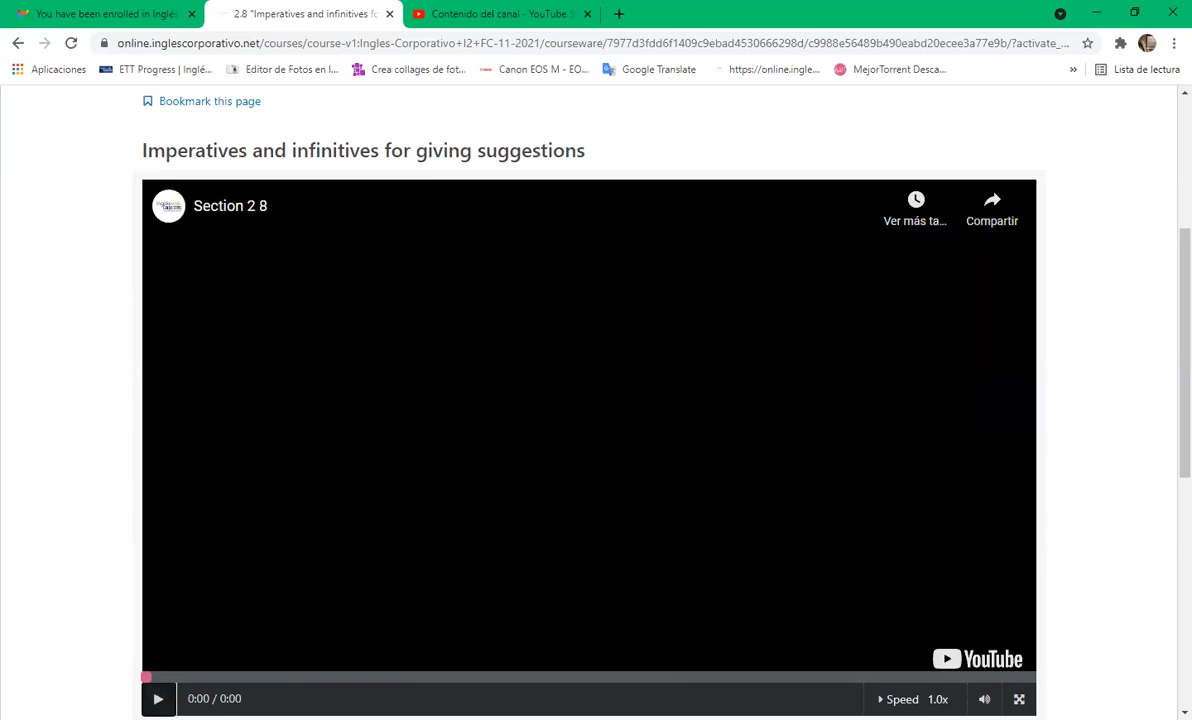 You have been enrolled in Inglés
2.8 "Imperatives and infinitives fo
Contenido del canal - YouTube S
online.inglescorporativo.net/courses/course-v1:Ingles-Corporativo+I2+FC-11-2021/courseware/7977d3fdd6f1409c9ebad4530666298d/c9988e56489b490eabd20ecee3a77e9b/?activate_...
Aplicaciones
ETT Progress | Inglé...
Editor de Fotos en l...
Crea collages de fot...
Canon EOS M - EO...
Google Translate
https://online.ingle...
MejorTorrent Desca...
»
Lista de lectura
Bookmark this page
Imperatives and infinitives for giving suggestions
Section 2 8
Ver más ta...
Compartir
YouTube
0:00 / 0:00
Speed 1.0x